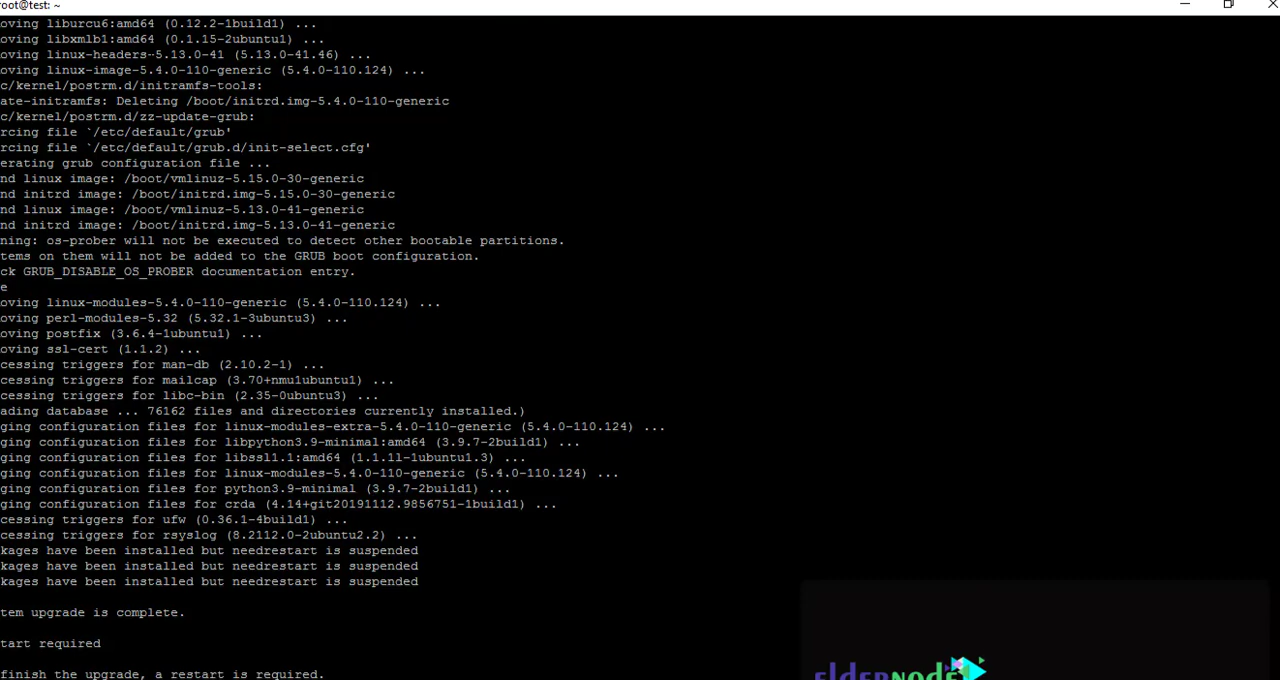 root@test: ~
oving liburcu6:amd64 (0.12.2-1build1) ...
oving libxmlb1:amd64 (0.1.15-2ubuntu1) ...
oving linux-headers-5.13.0-41 (5.13.0-41.46) ...
oving linux-image-5.4.0-110-generic (5.4.0-110.124) ...
c/kernel/postrm.d/initramfs-tools:
ate-initramfs: Deleting /boot/initrd.img-5.4.0-110-generic
c/kernel/postrm.d/zz-update-grub:
rcing file `/etc/default/grub'
rcing file `/etc/default/grub.d/init-select.cfg'
erating grub configuration file ...
nd linux image: /boot/vmlinuz-5.15.0-30-generic
nd initrd image: /boot/initrd.img-5.15.0-30-generic
nd linux image: /boot/vmlinuz-5.13.0-41-generic
nd initrd image: /boot/initrd.img-5.13.0-41-generic
ning: os-prober will not be executed to detect other bootable partitions.
tems on them will not be added to the GRUB boot configuration.
ck GRUB_DISABLE_OS_PROBER documentation entry.
e
oving linux-modules-5.4.0-110-generic (5.4.0-110.124) ...
oving perl-modules-5.32 (5.32.1-3ubuntu3) ...
oving postfix (3.6.4-1ubuntu1) ...
oving ssl-cert (1.1.2) ...
cessing triggers for man-db (2.10.2-1) ...
cessing triggers for mailcap (3.70+nmu1ubuntu1) ...
cessing triggers for libc-bin (2.35-0ubuntu3) ...
ading database ... 76162 files and directories currently installed.)
ging configuration files for linux-modules-extra-5.4.0-110-generic (5.4.0-110.124) ...
ging configuration files for libpython3.9-minimal:amd64 (3.9.7-2build1) ...
ging configuration files for libssl1.1:amd64 (1.1.1l-1ubuntu1.3) ...
ging configuration files for linux-modules-5.4.0-110-generic (5.4.0-110.124) ...
ging configuration files for python3.9-minimal (3.9.7-2build1) ...
ging configuration files for crda (4.14+git20191112.9856751-1build1) ...
cessing triggers for ufw (0.36.1-4build1) ...
cessing triggers for rsyslog (8.2112.0-2ubuntu2.2) ...
kages have been installed but needrestart is suspended
kages have been installed but needrestart is suspended
kages have been installed but needrestart is suspended
tem upgrade is complete.
tart required
finish the upgrade, a restart is required.
elderNode